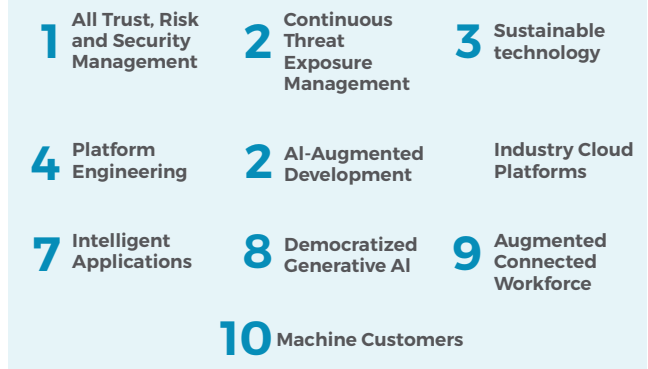 1 All Trust, Risk
and Security
Management
2 Continuous
Threat
Exposure
Management
3 Sustainable
technology
4 Platform
Engineering
2 AI-Augmented
Development
Industry Cloud
Platforms
7 Intelligent
Applications
8 Democratized
Generative AI
9 Augmented
Connected
Workforce
10 Machine Customers